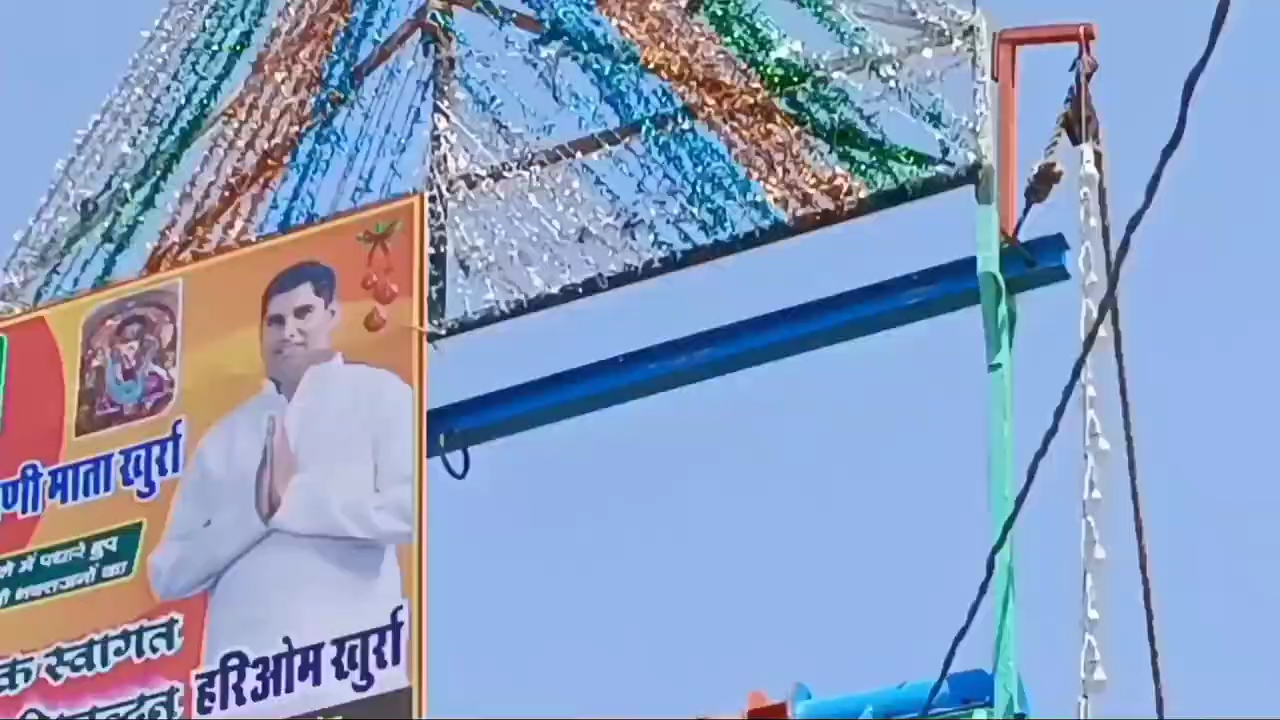 णी माता खुर्रा
में पधारे हुए
भक्तजनों का
क स्वागत
हरिओम खुर्रा